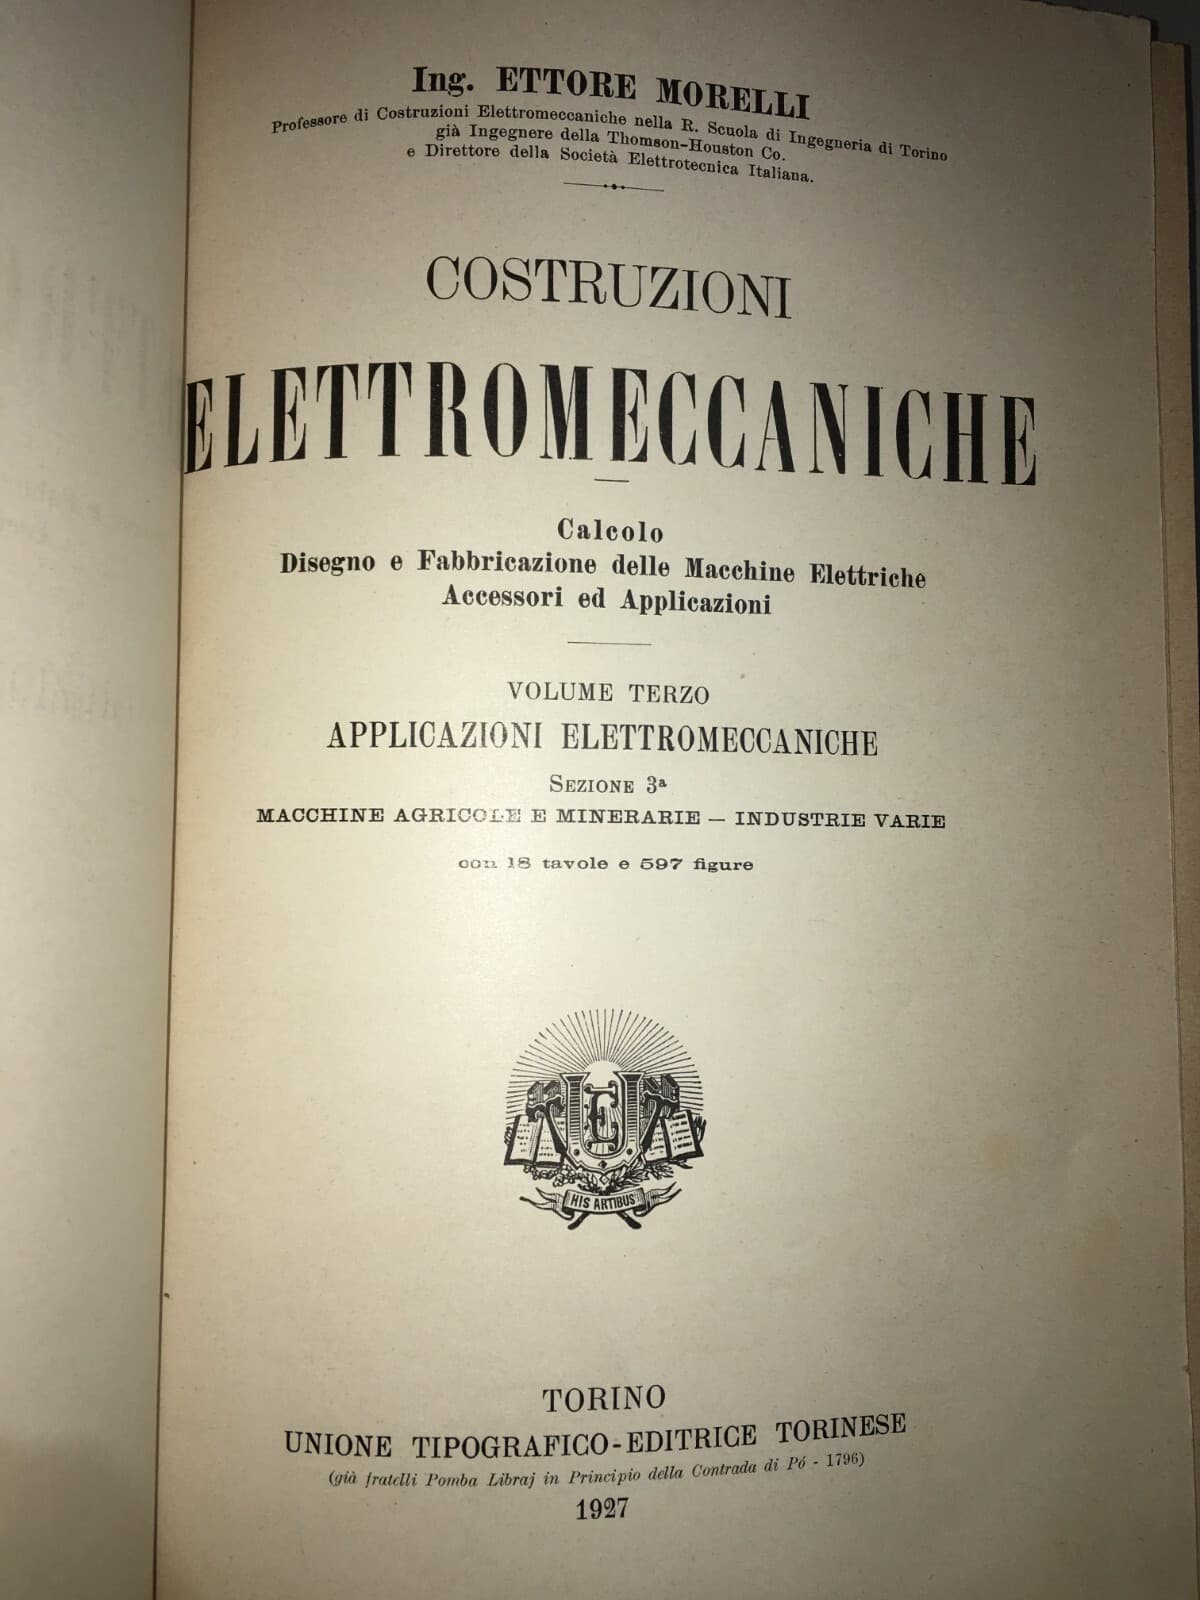 Ing. ETTORE MORELLI
Professore di Costruzioni Elettromeccaniche nella R. Scuola di Ingegneria di Torino
già Ingegnere della Thomson-Houston Co.
e Direttore della Società Elettrotecnica Italiana.
COSTRUZIONI
ELETTROMECCANICHE
Calcolo
Disegno e Fabbricazione delle Macchine Elettriche
Accessori ed Applicazioni
VOLUME TERZO
APPLICAZIONI ELETTROMECCANICHE
SEZIONE 3ª
MACCHINE AGRICOLE E MINERARIE — INDUSTRIE VARIE
con 18 tavole e 597 figure
UTE
HIS ARTIBUS
TORINO
UNIONE TIPOGRAFICO-EDITRICE TORINESE
(già fratelli Pomba Libraj in Principio della Contrada di Pó - 1796)
1927